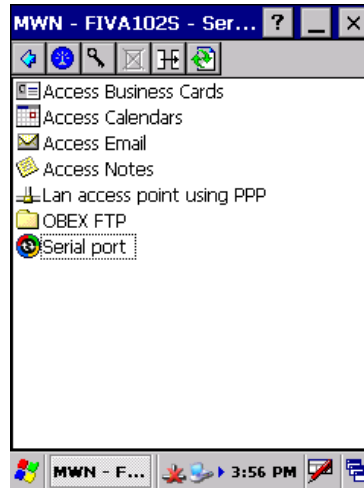 MWN - FIVA102S - Ser... ?
Access Business Cards
Access Calendars
Access Email
Access Notes
Lan access point using PPP
OBEX FTP
Serial port
MWN - F... 3:56 PM